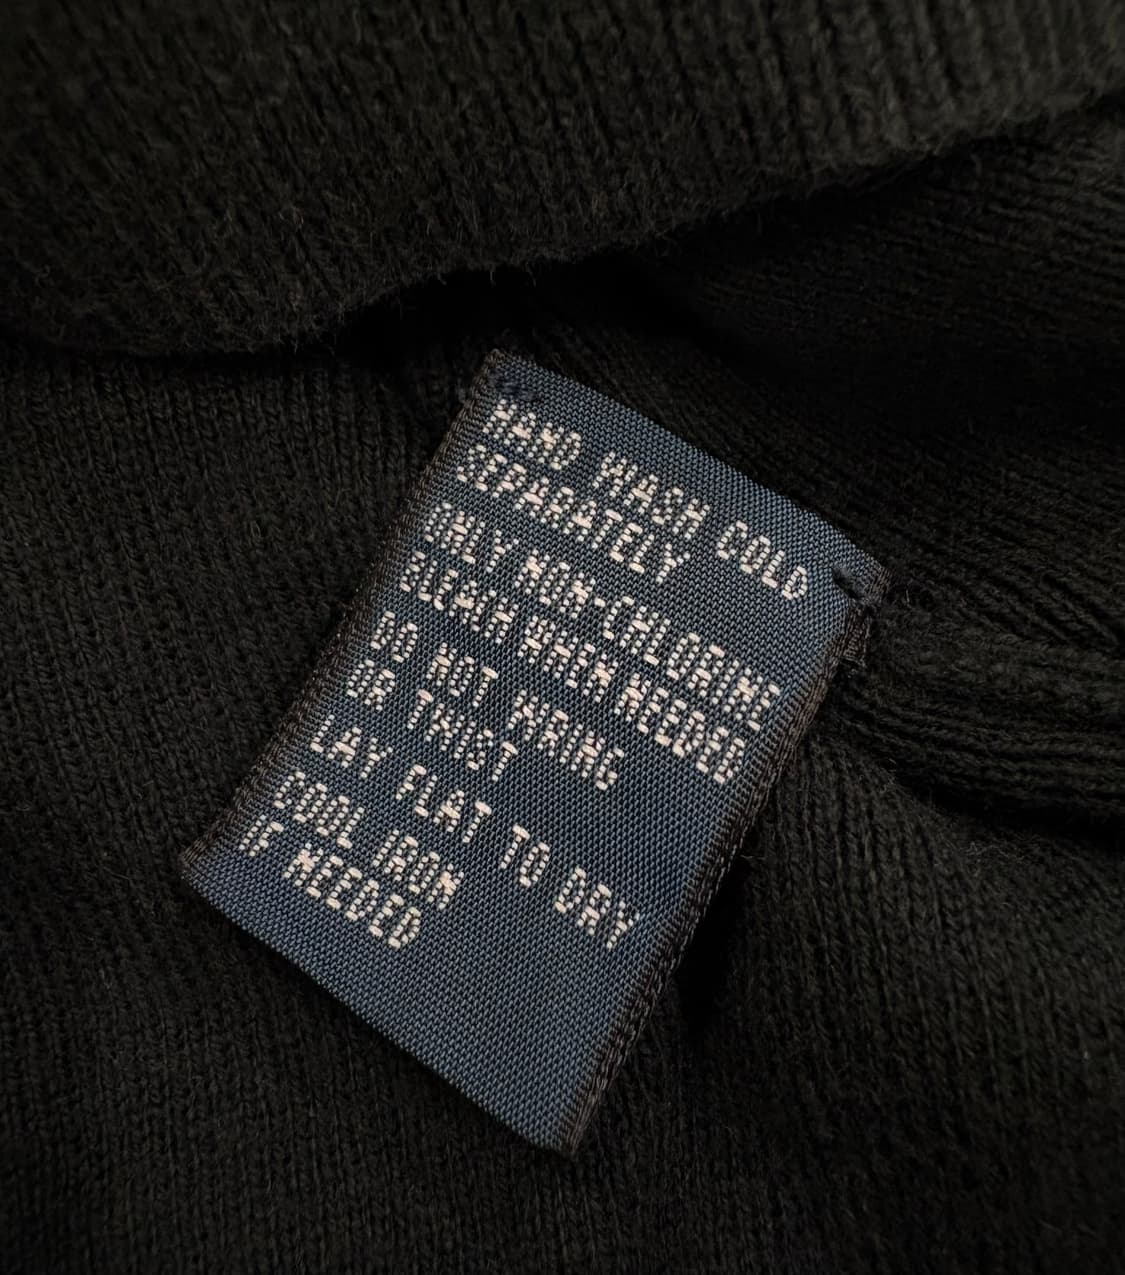 HAND WASH COLD
SEPARATELY
ONLY NON-CHLORINE
BLEACH WHEN NEEDED
DO NOT WRING
OR TWIST
LAY FLAT TO DRY
COOL IRON
IF NEEDED